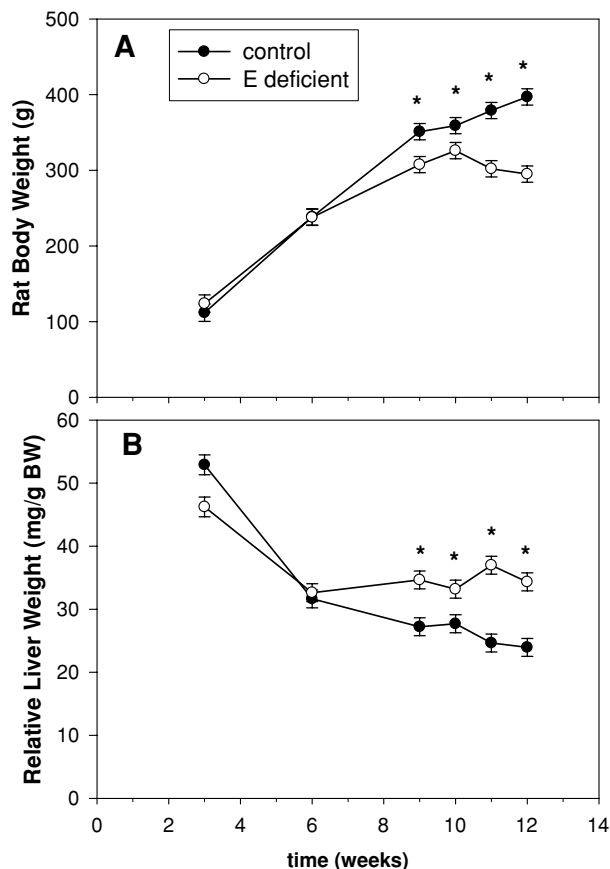 500
400
300
200
100
0
Rat Body Weight (g)
A
control
E deficient
* * * *
60
50
40
30
20
10
0
Relative Liver Weight (mg/g BW)
B
* * * *
0 2 4 6 8 10 12 14
time (weeks)